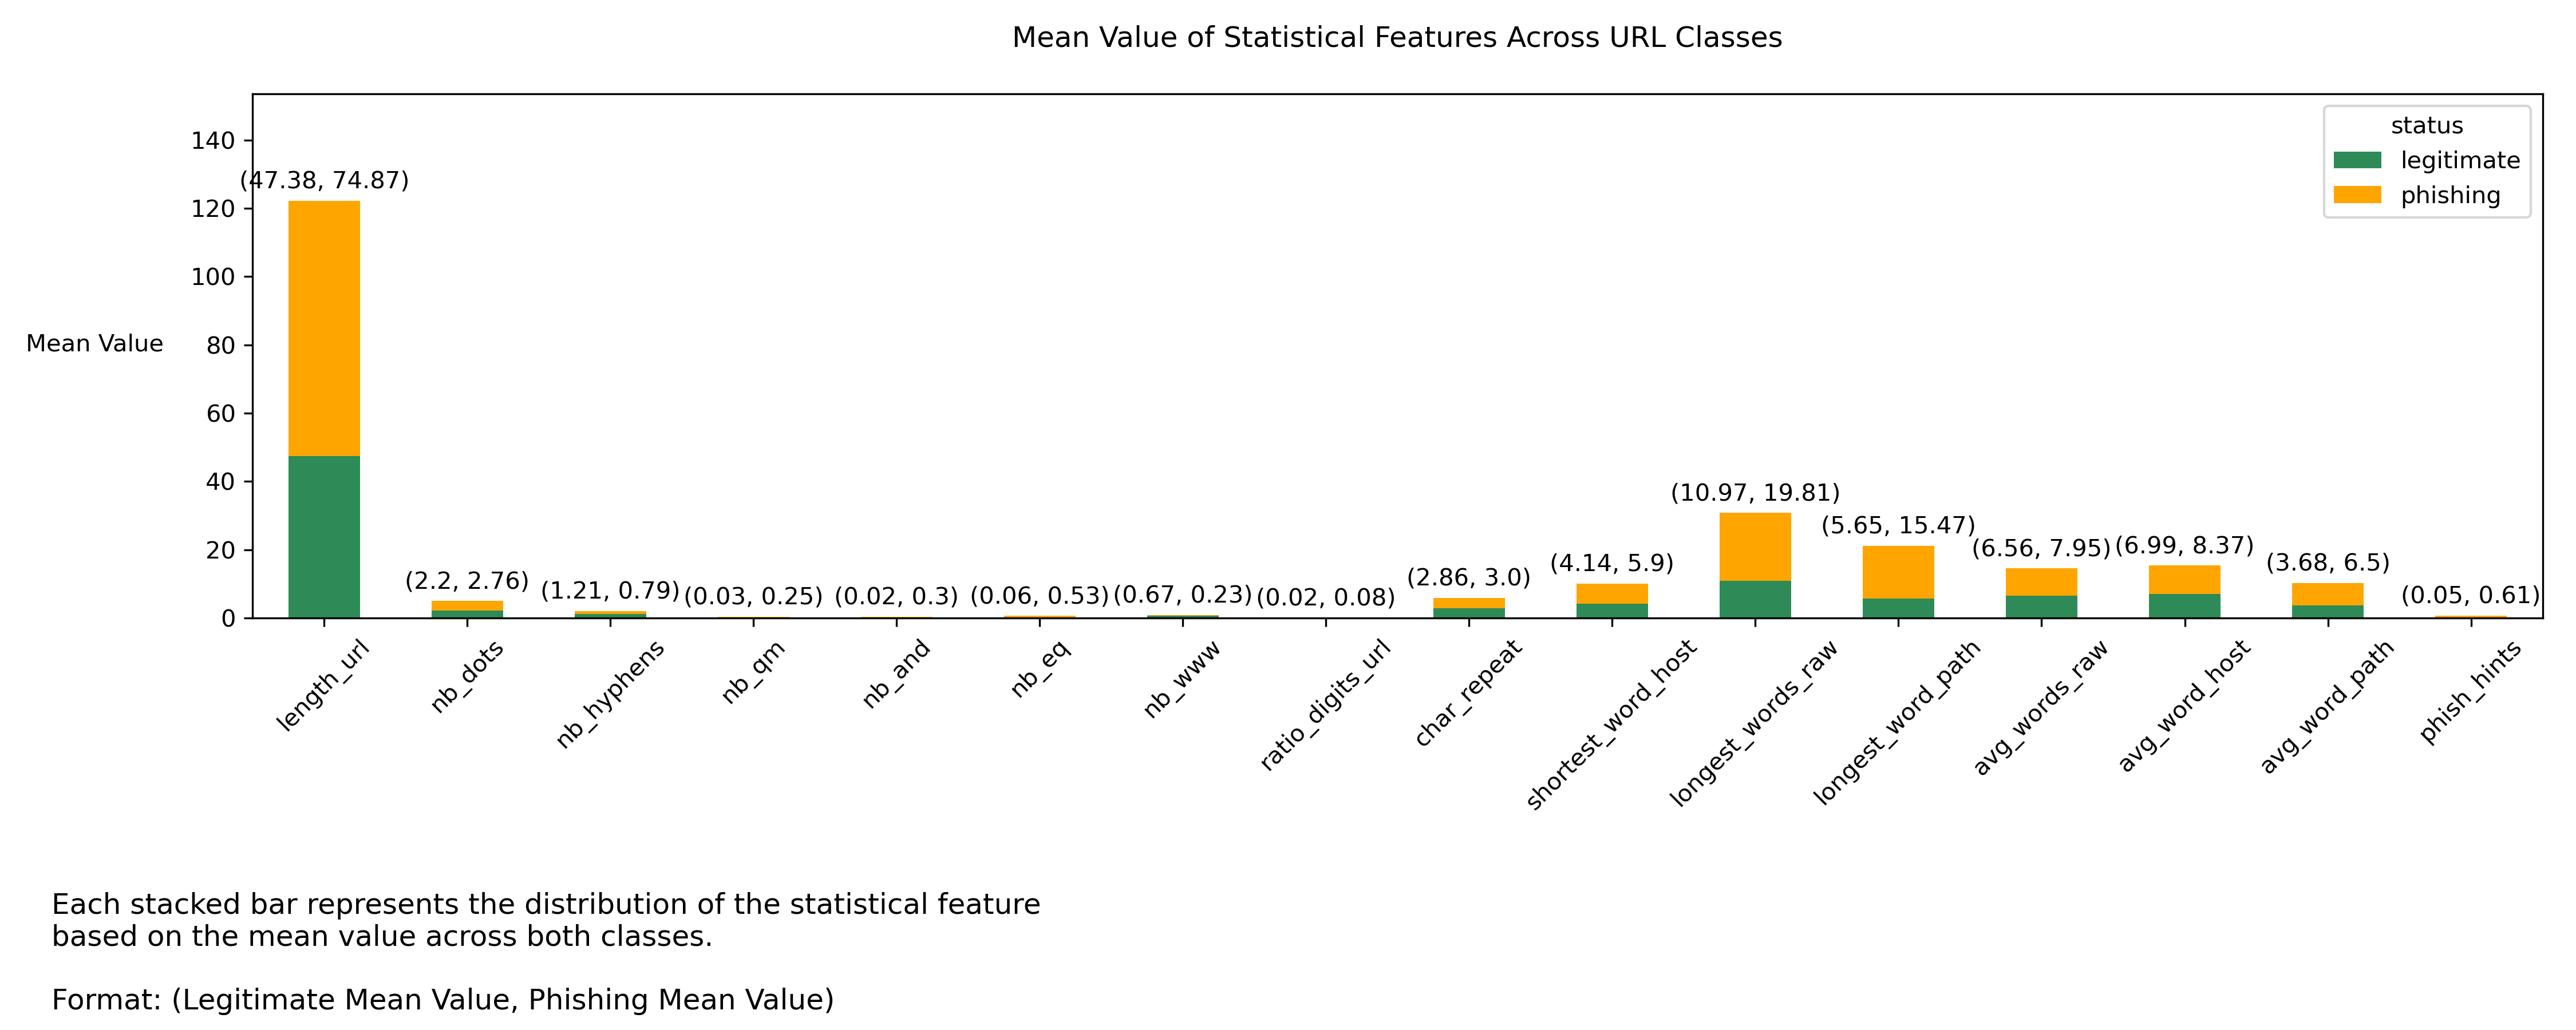 Mean Value of Statistical Features Across URL Classes
status
legitimate
phishing
Mean Value
140
120
100
80
60
40
20
0
(47.38, 74.87)
(2.2, 2.76)
(1.21, 0.79)
(0.03, 0.25)
(0.02, 0.3)
(0.06, 0.53)
(0.67, 0.23)
(0.02, 0.08)
(2.86, 3.0)
(4.14, 5.9)
(10.97, 19.81)
(5.65, 15.47)
(6.56, 7.95)
(6.99, 8.37)
(3.68, 6.5)
(0.05, 0.61)
length_url
nb_dots
nb_hyphens
nb_qm
nb_and
nb_eq
nb_www
ratio_digits_url
char_repeat
shortest_word_host
longest_words_raw
longest_word_path
avg_words_raw
avg_word_host
avg_word_path
phish_hints
Each stacked bar represents the distribution of the statistical feature
based on the mean value across both classes.
Format: (Legitimate Mean Value, Phishing Mean Value)